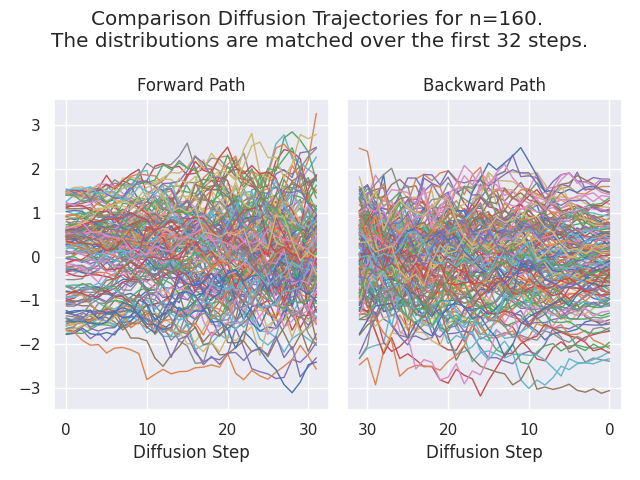 Comparison Diffusion Trajectories for n=160.
The distributions are matched over the first 32 steps.
Forward Path
Backward Path
3
2
1
0
−1
−2
−3
0 10 20 30
30 20 10 0
Diffusion Step
Diffusion Step